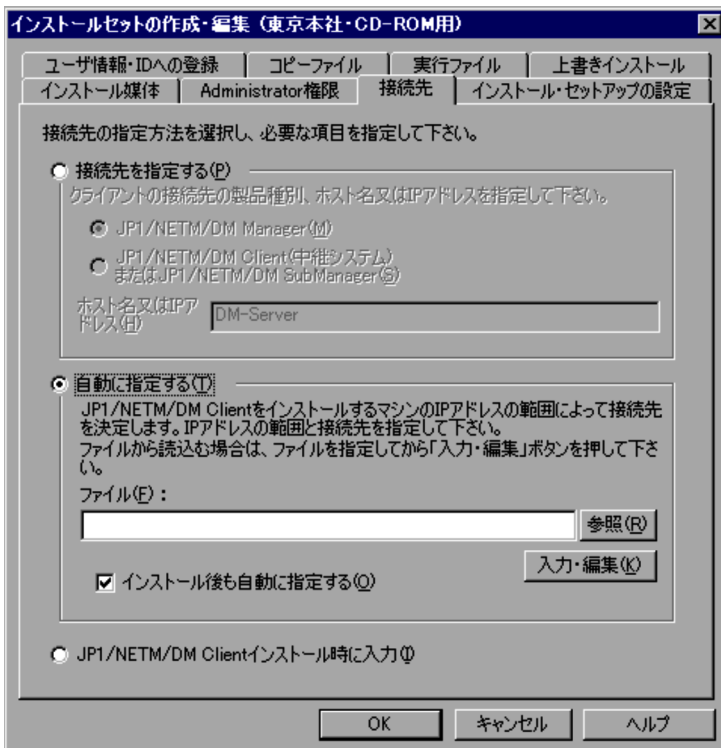 インストールセットの作成・編集（東京本社・CD-ROM用）
ユーザ情報・IDへの登録
コピーファイル
実行ファイル
上書きインストール
インストール媒体
Administrator権限
接続先
インストール・セットアップの設定
接続先の指定方法を選択し、必要な項目を指定して下さい。
接続先を指定する(P)
クライアントの接続先の製品種別、ホスト名又はIPアドレスを指定して下さい。
JP1/NETM/DM Manager(M)
JP1/NETM/DM Client(中継システム)
またはJP1/NETM/DM SubManager(S)
ホスト名又はIPア
ドレス(H)
DM-Server
自動に指定する(T)
JP1/NETM/DM ClientをインストールするマシンのIPアドレスの範囲によって接続先
を決定します。IPアドレスの範囲と接続先を指定して下さい。
ファイルから読込む場合は、ファイルを指定してから「入力・編集」ボタンを押して下さ
い。
ファイル(F)：
参照(R)
入力・編集(K)
インストール後も自動に指定する(O)
JP1/NETM/DM Clientインストール時に入力(I)
OK
キャンセル
ヘルプ